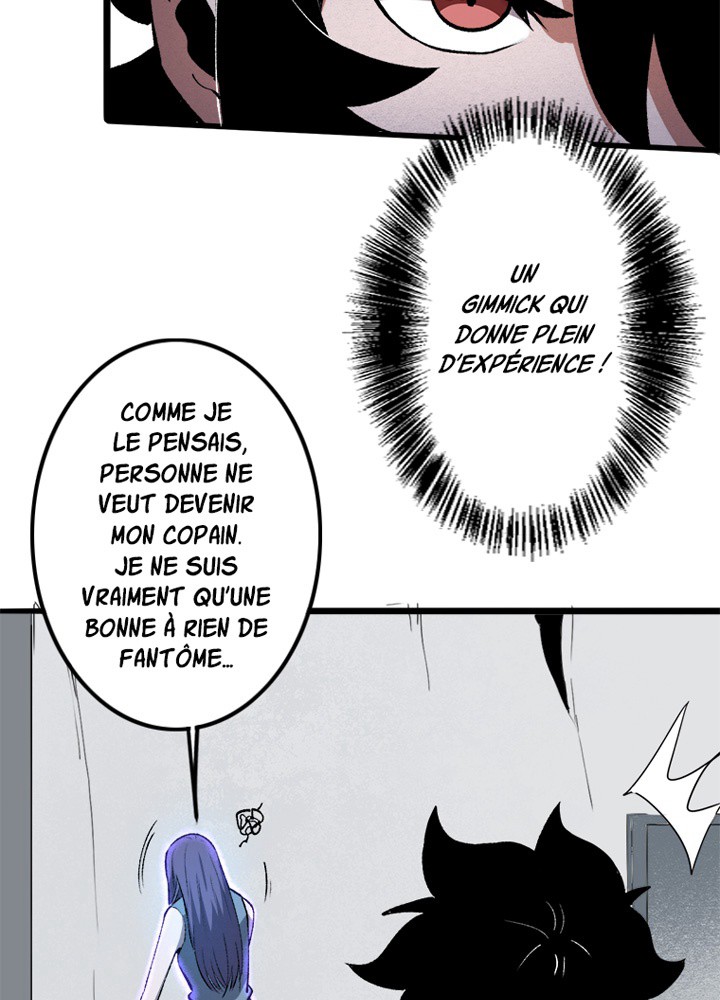 UN
GIMMICK QUI
DONNE PLEIN
D'EXPÉRIENCE !
COMME JE
LE PENSAIS,
PERSONNE NE
VEUT DEVENIR
MON COPAIN.
JE NE SUIS
VRAIMENT QU'UNE
BONNE À RIEN DE
FANTÔME...